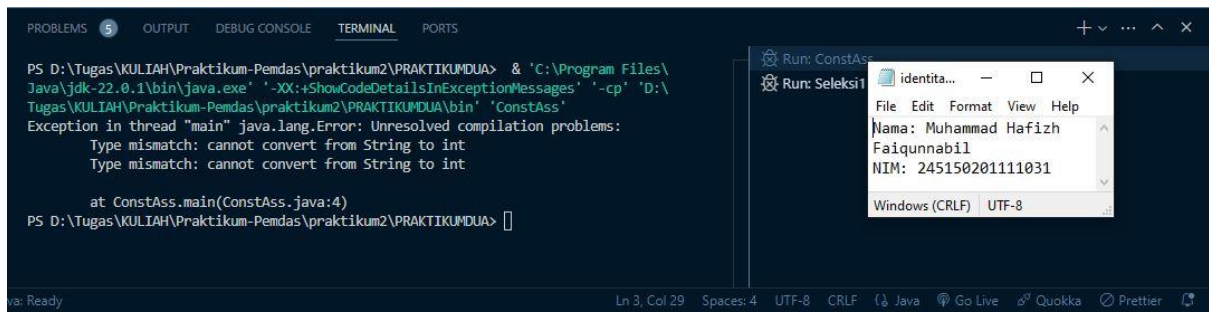 PROBLEMS 5 OUTPUT DEBUG CONSOLE TERMINAL PORTS
PS D:\Tugas\KULIAH\Praktikum-Pemdas\praktikum2\PRAKTIKUMDUA> & 'C:\Program Files\
Java\jdk-22.0.1\bin\java.exe' '-XX:+ShowCodeDetailsInExceptionMessages' '-cp' 'D:\
Tugas\KULIAH\Praktikum-Pemdas\praktikum2\PRAKTIKUMDUA\bin' 'ConstAss'
Exception in thread "main" java.lang.Error: Unresolved compilation problems:
Type mismatch: cannot convert from String to int
Type mismatch: cannot convert from String to int
at ConstAss.main(ConstAss.java:4)
PS D:\Tugas\KULIAH\Praktikum-Pemdas\praktikum2\PRAKTIKUMDUA>
Run: ConstAss
Run: Seleksi1
identita...
File Edit Format View Help
Nama: Muhammad Hafizh
Faiqunnabil
NIM: 245150201111031
Windows (CRLF) UTF-8
va: Ready Ln 3, Col 29 Spaces: 4 UTF-8 CRLF Java Go Live Quokka Prettier